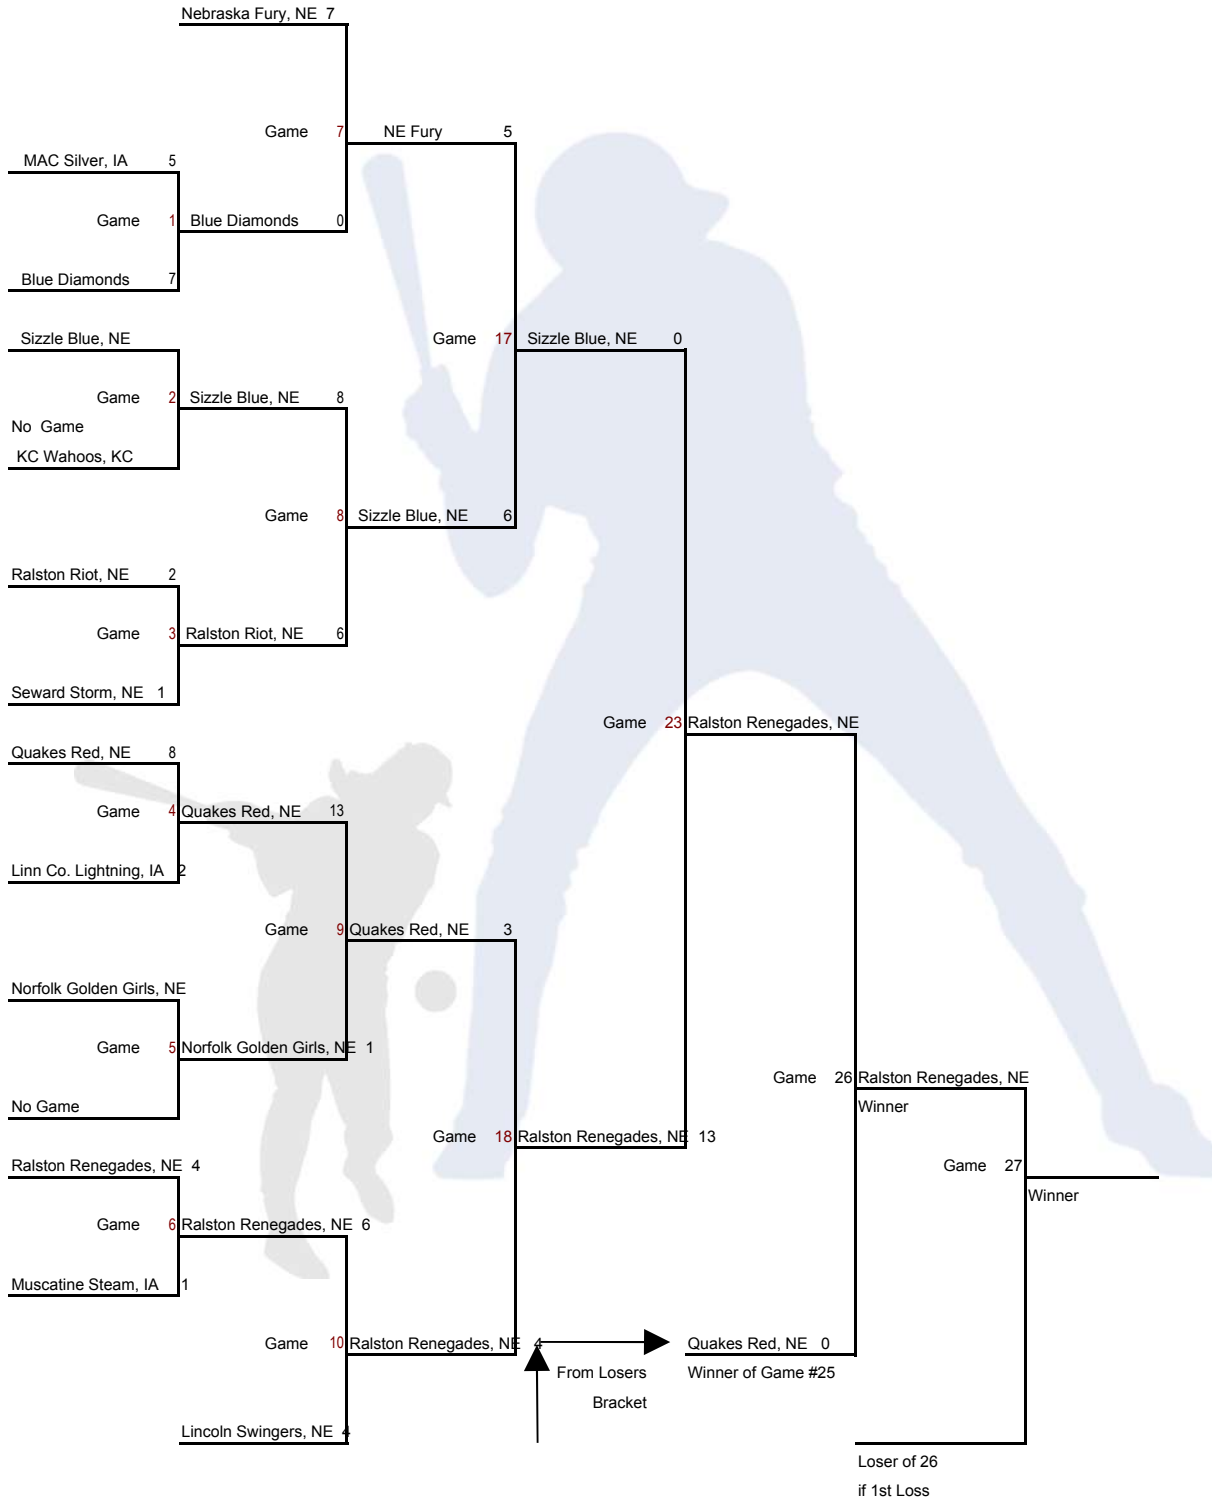 Nebraska Fury, NE 7
Game 7 NE Fury 5
MAC Silver, IA 5
Game 1 Blue Diamonds 0
Blue Diamonds 7
Sizzle Blue, NE
Game 17 Sizzle Blue, NE 0
Game 2 Sizzle Blue, NE 8
No Game
KC Wahoos, KC
Game 8 Sizzle Blue, NE 6
Ralston Riot, NE 2
Game 3 Ralston Riot, NE 6
Seward Storm, NE 1
Game 23 Ralston Renegades, NE
Quakes Red, NE 8
Game 4 Quakes Red, NE 13
Linn Co. Lightning, IA 2
Game 9 Quakes Red, NE 3
Norfolk Golden Girls, NE
Game 5 Norfolk Golden Girls, NE 1
Game 26 Ralston Renegades, NE
No Game
Winner
Game 18 Ralston Renegades, NE 13
Ralston Renegades, NE 4
Game 27
Winner
Game 6 Ralston Renegades, NE 6
Muscatine Steam, IA 1
Game 10 Ralston Renegades, NE 4
Quakes Red, NE 0
From Losers
Winner of Game #25
Bracket
Lincoln Swingers, NE 4
Loser of 26
if 1st Loss